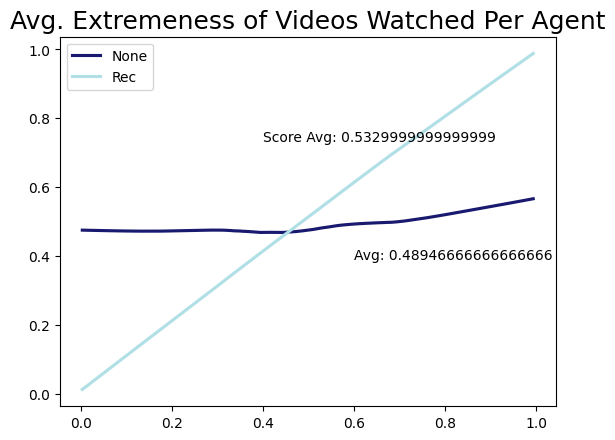 Avg. Extremeness of Videos Watched Per Agent
1.0
None
Rec
0.8
Score Avg: 0.5329999999999999
0.6
0.4
Avg: 0.48946666666666666
0.2
0.0
0.0 0.2 0.4 0.6 0.8 1.0